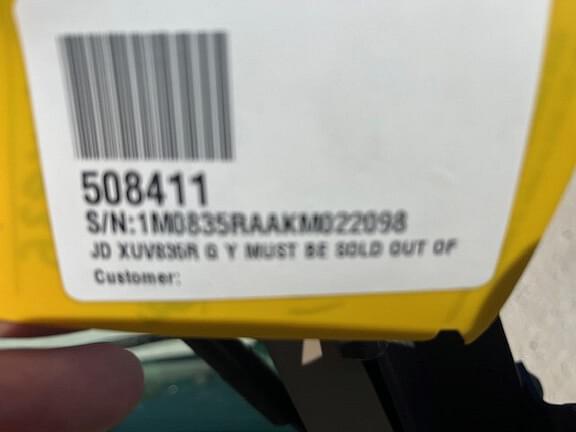 508411
S/N:1M0835RAAKM022098
JD XUV835R G Y MUST BE SOLD OUT OF
Customer: